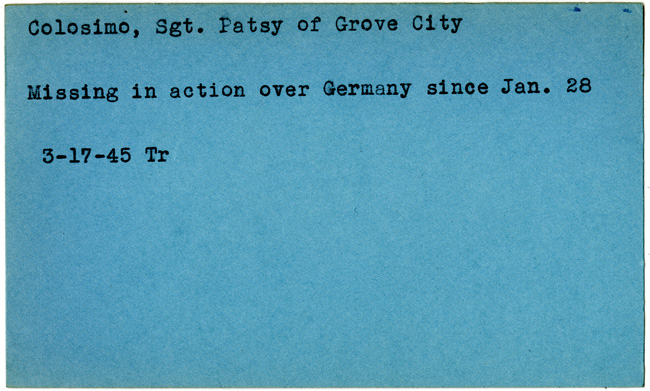 Colosimo, Sgt. Patsy of Grove City
Missing in action over Germany since Jan. 28
3-17-45 Tr